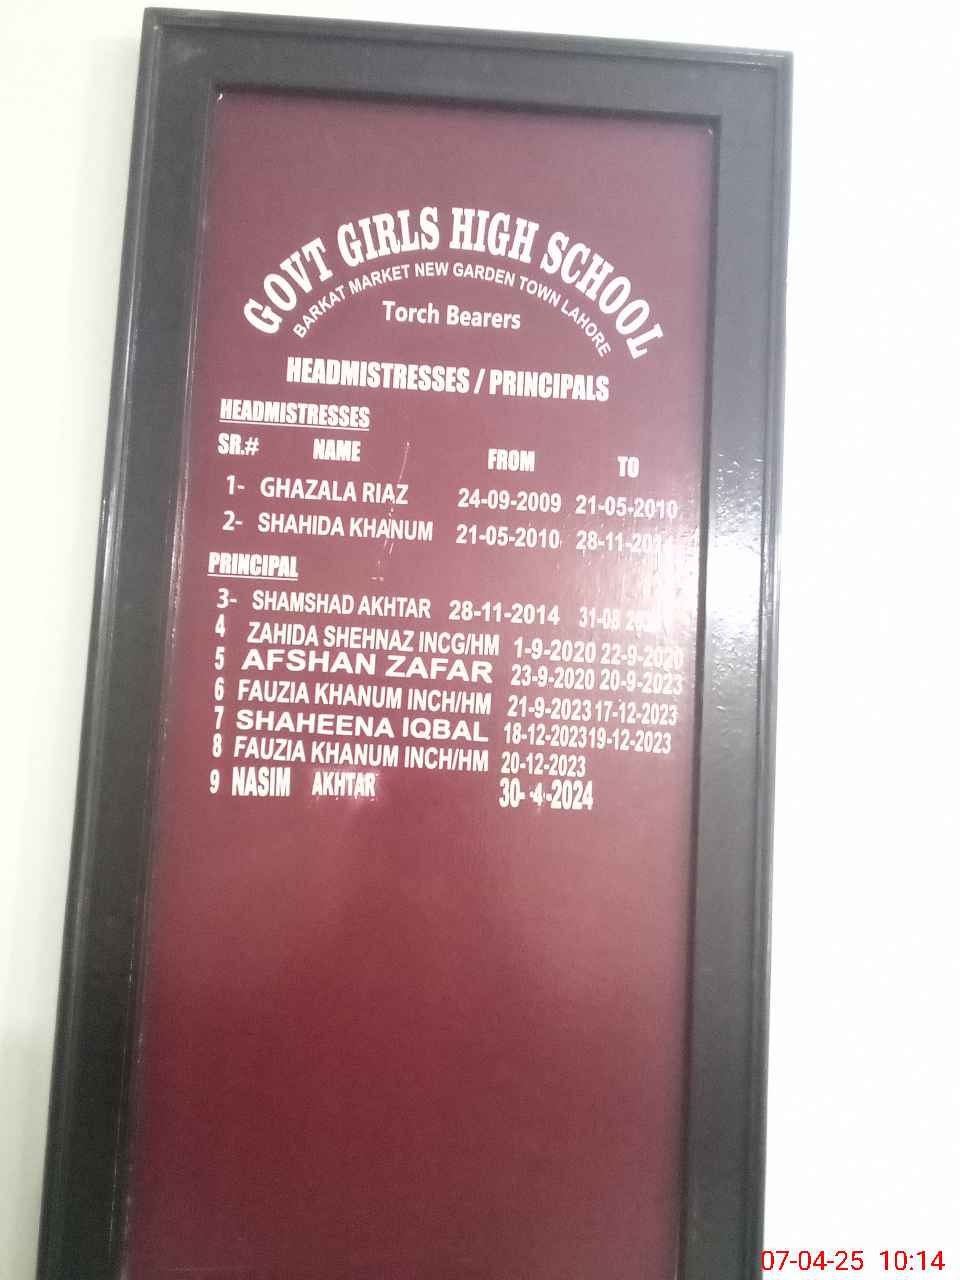 GOVT GIRLS HIGH SCHOOL
BARKAT MARKET NEW GARDEN TOWN LAHORE
Torch Bearers
HEADMISTRESSES / PRINCIPALS
HEADMISTRESSES
SR.# NAME FROM TO
1- GHAZALA RIAZ 24-09-2009 21-05-2010
2- SHAHIDA KHANUM 21-05-2010 28-11-2014
PRINCIPAL
3- SHAMSHAD AKHTAR 28-11-2014 31-08
4 ZAHIDA SHEHNAZ INCG/HM 1-9-2020 22-9-2020
5 AFSHAN ZAFAR 23-9-2020 20-9-2023
6 FAUZIA KHANUM INCH/HM 21-9-2023 17-12-2023
7 SHAHEENA IQBAL 18-12-2023 19-12-2023
8 FAUZIA KHANUM INCH/HM 20-12-2023
9 NASIM AKHTAR 30-4-2024
07-04-25 10:14